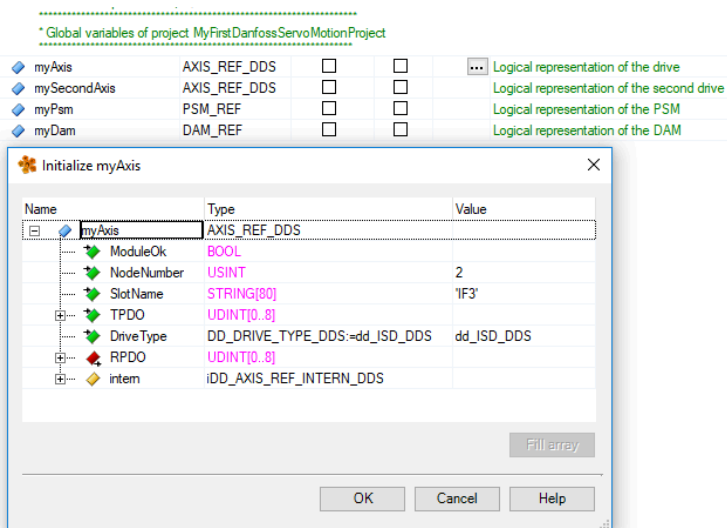 **********************************************************************
* Global variables of project MyFirstDanfossServoMotionProject
**********************************************************************
myAxis AXIS_REF_DDS ... Logical representation of the drive
mySecondAxis AXIS_REF_DDS Logical representation of the second drive
myPsm PSM_REF Logical representation of the PSM
myDam DAM_REF Logical representation of the DAM
Initialize myAxis
Name Type Value
myAxis AXIS_REF_DDS
ModuleOk BOOL
NodeNumber USINT 2
SlotName STRING[80] 'IF3'
TPDO UDINT[0..8]
DriveType DD_DRIVE_TYPE_DDS:=dd_ISD_DDS dd_ISD_DDS
RPDO UDINT[0..8]
intern iDD_AXIS_REF_INTERN_DDS
Fill array
OK Cancel Help